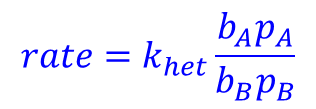 rate = k_het b_A p_A / b_B p_B